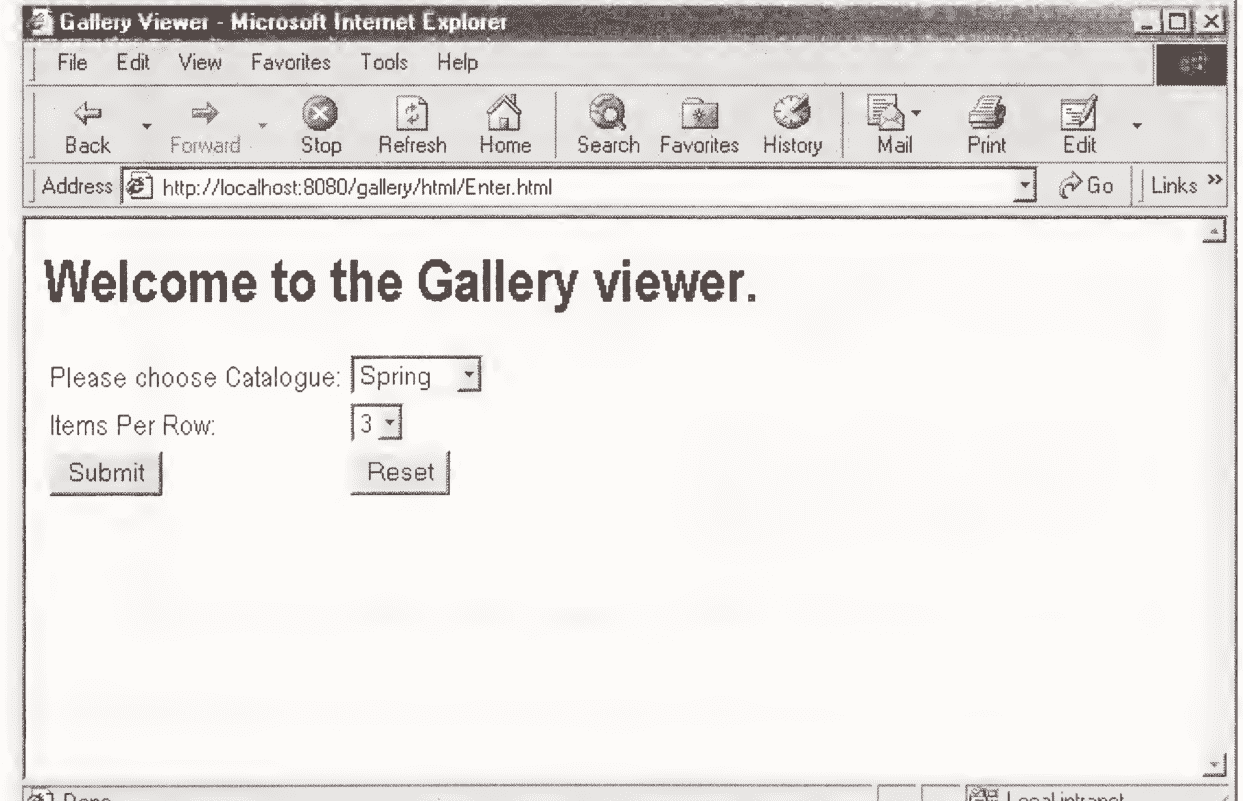 Gallery Viewer - Microsoft Internet Explorer
File Edit View Favorites Tools Help
Back Forward Stop Refresh Home Search Favorites History Mail Print Edit
Address http://localhost:8080/gallery/html/Enter.html Go Links »
Welcome to the Gallery viewer.
Please choose Catalogue: Spring
Items Per Row: 3
Submit Reset
Done Local intranet